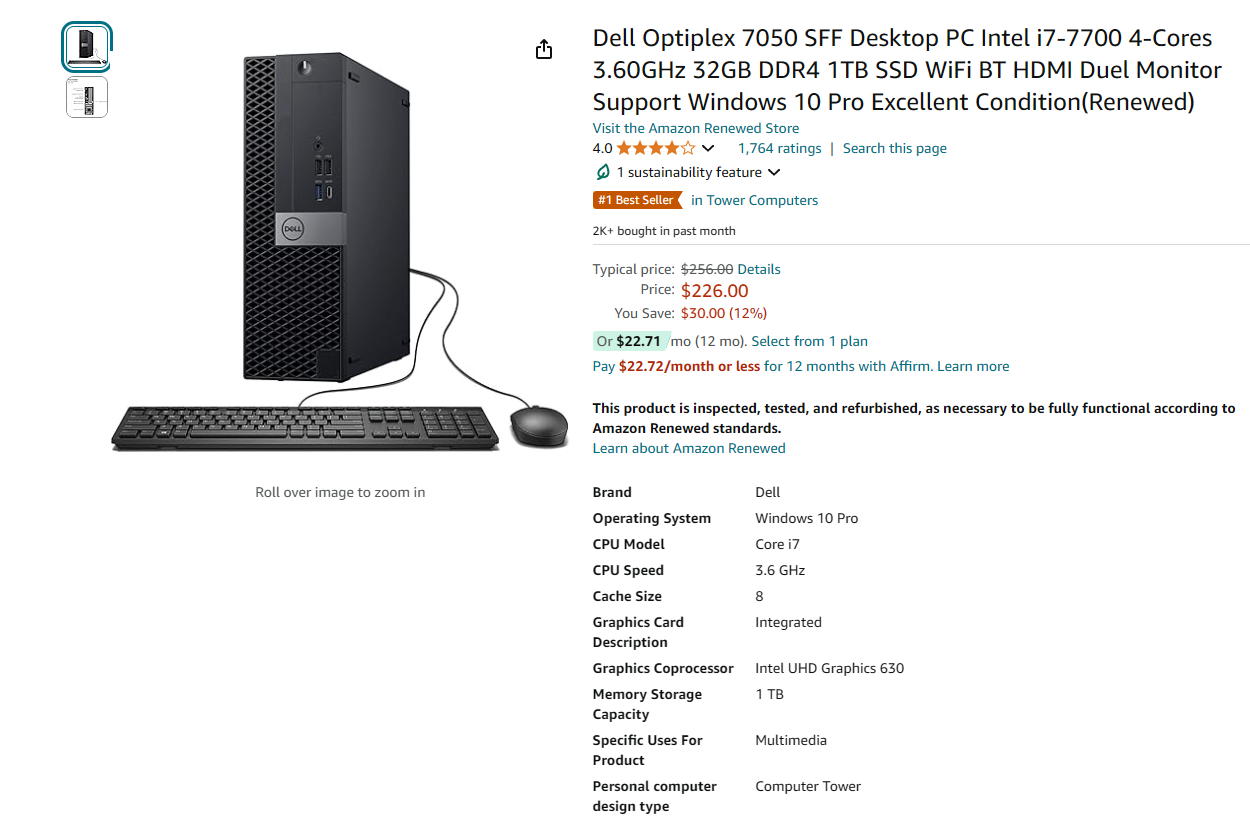 Dell Optiplex 7050 SFF Desktop PC Intel i7-7700 4-Cores
3.60GHz 32GB DDR4 1TB SSD WiFi BT HDMI Duel Monitor
Support Windows 10 Pro Excellent Condition(Renewed)
Visit the Amazon Renewed Store
4.0 1,764 ratings | Search this page
1 sustainability feature
#1 Best Seller in Tower Computers
2K+ bought in past month
Typical price: $256.00 Details
Price: $226.00
You Save: $30.00 (12%)
Or $22.71 /mo (12 mo). Select from 1 plan
Pay $22.72/month or less for 12 months with Affirm. Learn more
This product is inspected, tested, and refurbished, as necessary to be fully functional according to
Amazon Renewed standards.
Learn about Amazon Renewed
DELL
Roll over image to zoom in
Brand Dell
Operating System Windows 10 Pro
CPU Model Core i7
CPU Speed 3.6 GHz
Cache Size 8
Graphics Card Integrated
Description
Graphics Coprocessor Intel UHD Graphics 630
Memory Storage 1 TB
Capacity
Specific Uses For Multimedia
Product
Personal computer Computer Tower
design type